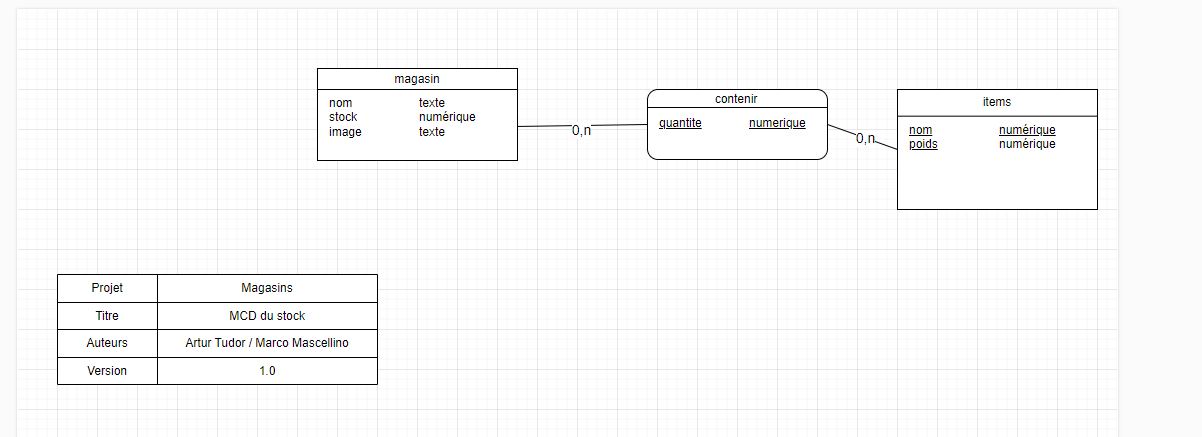 magasin
nom texte
stock numérique
image texte
0,n
contenir
quantite numerique
0,n
items
nom numérique
poids numérique
Projet Magasins
Titre MCD du stock
Auteurs Artur Tudor / Marco Mascellino
Version 1.0